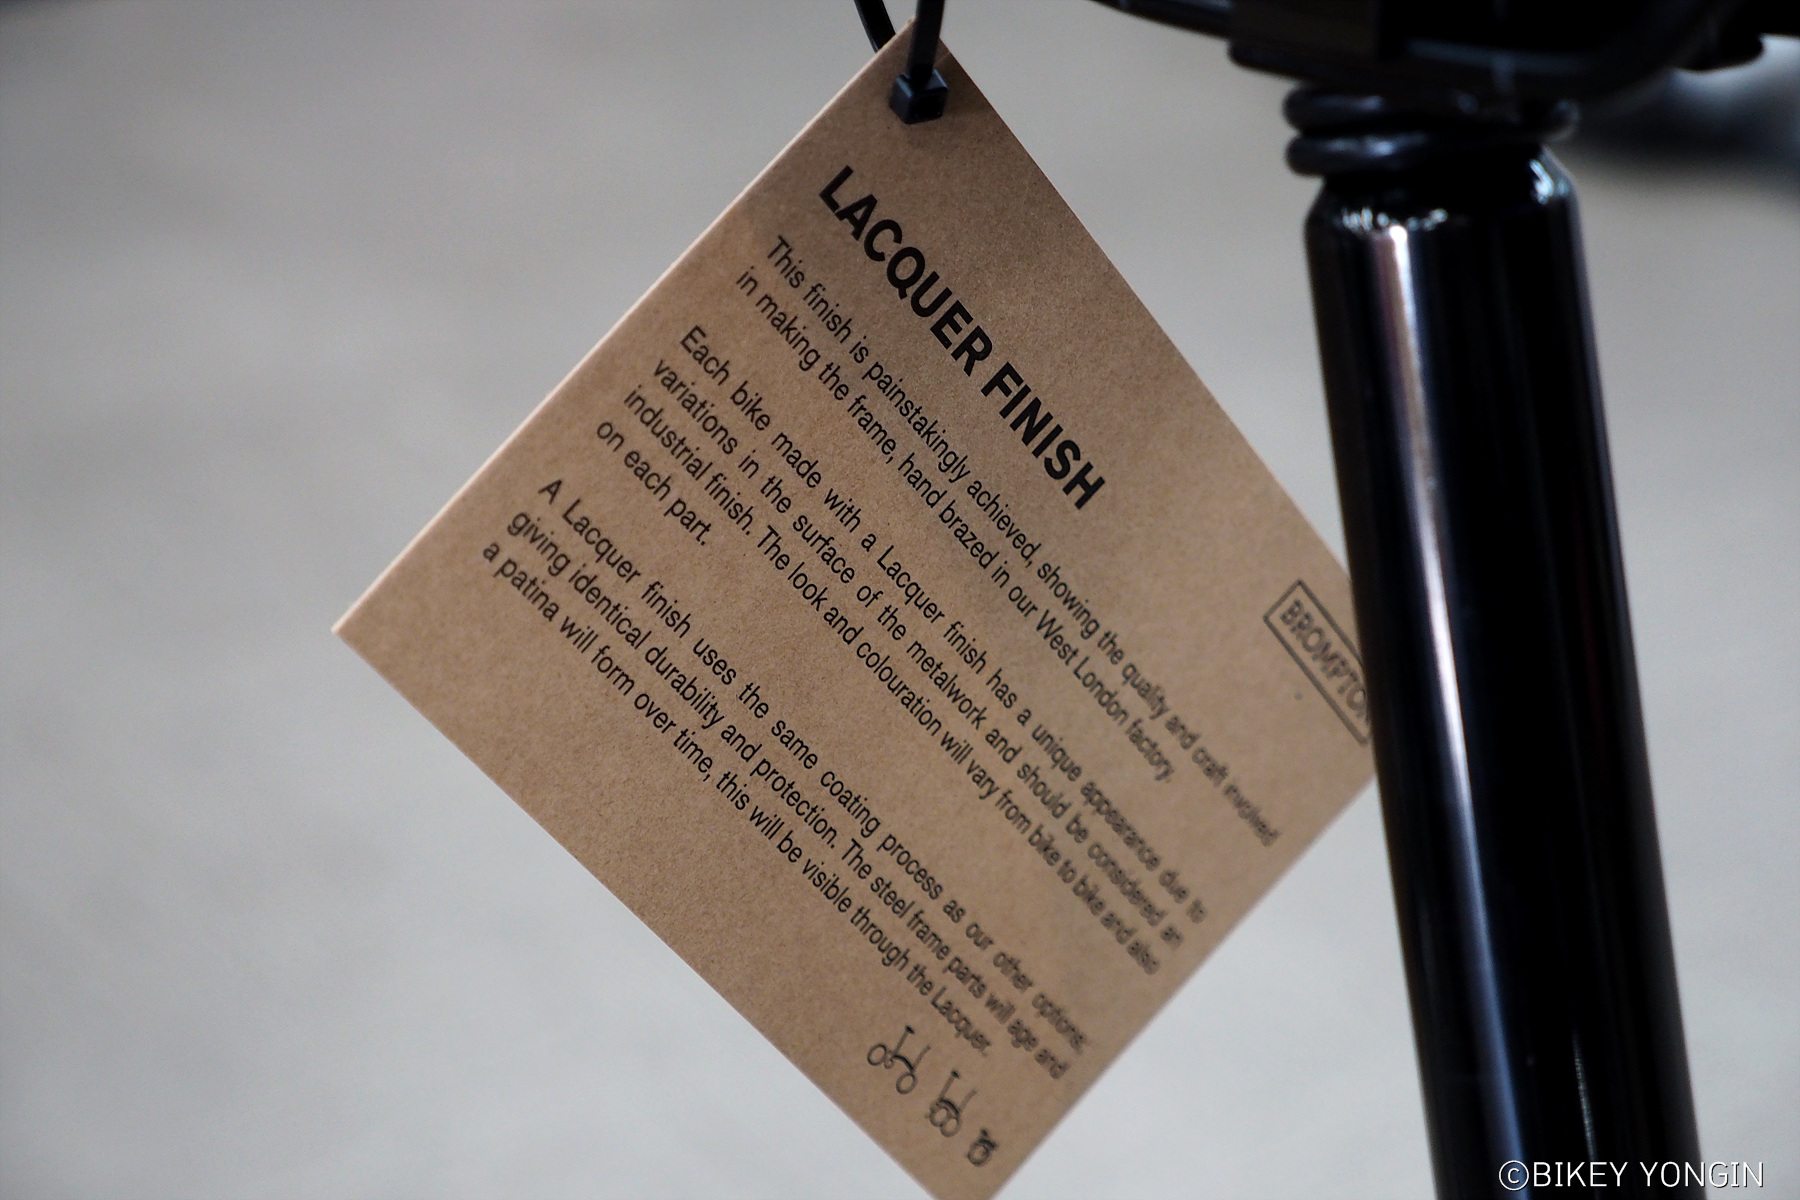 LACQUER FINISH
This finish is painstakingly achieved, showing the quality and craft involved
in making the frame, hand brazed in our West London factory.
Each bike made with a Lacquer finish has a unique appearance due to
variations in the surface of the metalwork and should be considered an
industrial finish. The look and colouration will vary from bike to bike and also
on each part.
A Lacquer finish uses the same coating process as our other options,
giving identical durability and protection. The steel frame parts will age and
a patina will form over time, this will be visible through the Lacquer.
BROMPTON
©BIKEY YONGIN